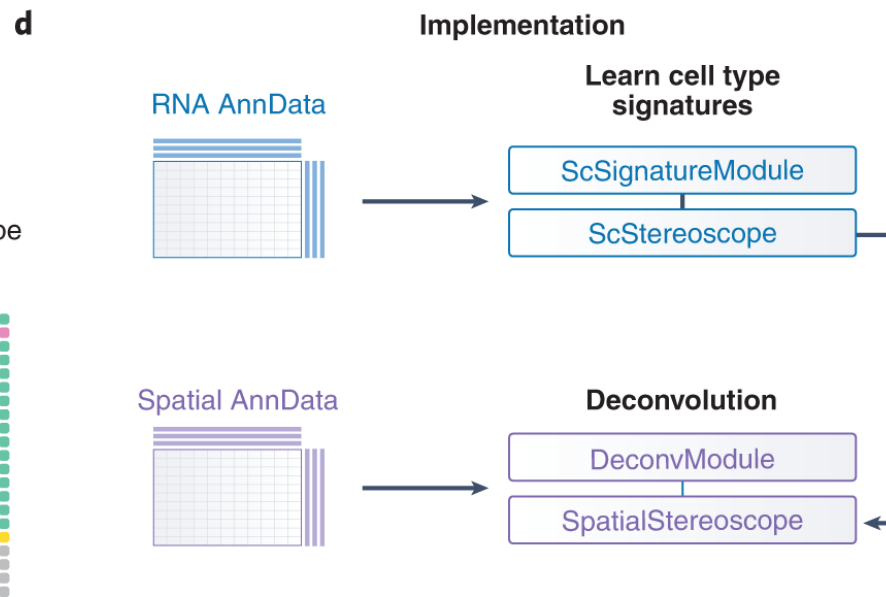 d
Implementation
Learn cell type
signatures
RNA AnnData
ScSignatureModule
ScStereoscope
Spatial AnnData
Deconvolution
DeconvModule
SpatialStereoscope